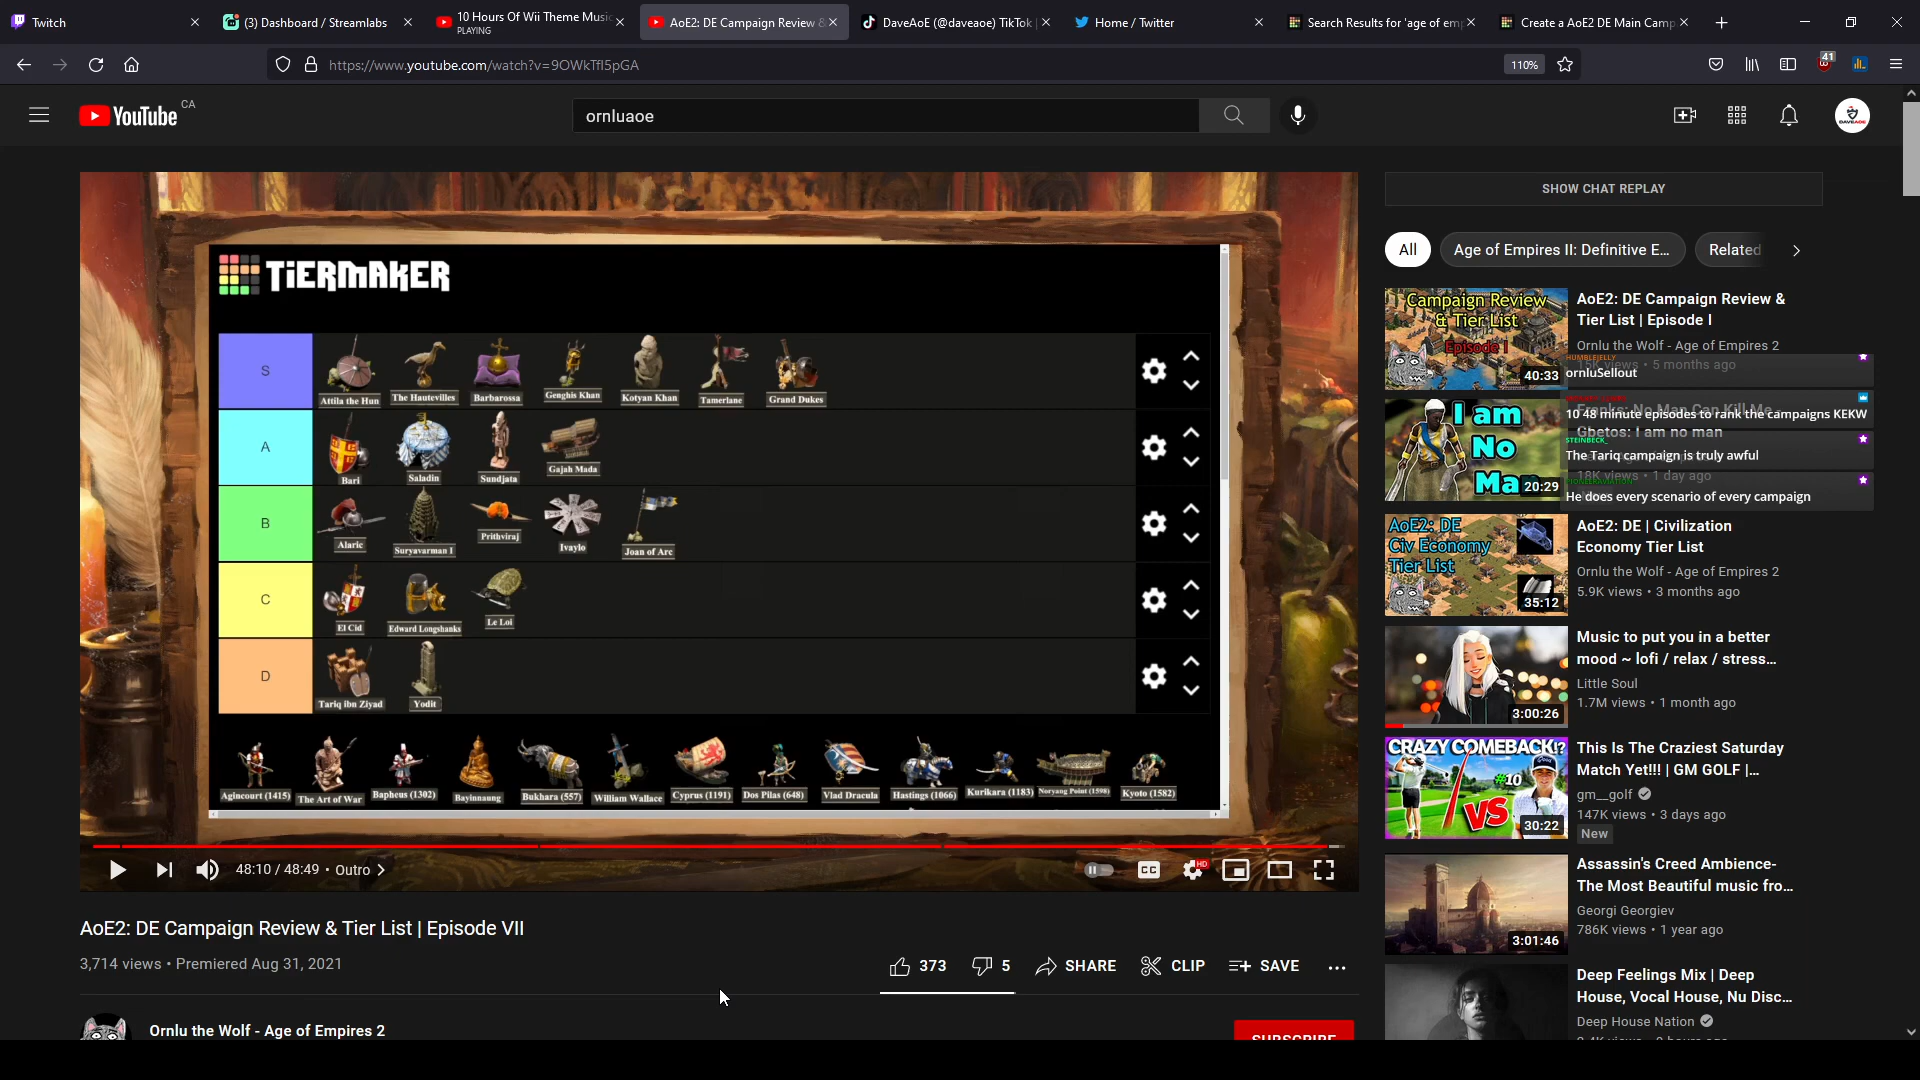 Twitch
(3) Dashboard / Streamlabs
10 Hours Of Wii Theme Music
PLAYING
AoE2: DE Campaign Review &
DaveAoE (@daveaoe) TikTok
Home / Twitter
Search Results for 'age of em
Create a AoE2 DE Main Camp
https://www.youtube.com/watch?v=9OWkTfI5pGA
110%
41
YouTube
CA
ornluaoe
SHOW CHAT REPLAY
TiERMAKER
S
Attila the Hun
The Hautevilles
Barbarossa
Genghis Khan
Kotyan Khan
Tamerlane
Grand Dukes
A
Bari
Saladin
Sundjata
Gajah Mada
B
Alaric
Suryavarman I
Prithviraj
Ivaylo
Joan of Arc
C
El Cid
Edward Longshanks
Le Loi
D
Tariq ibn Ziyad
Yodit
Agincourt (1415)
The Art of War
Bapheus (1302)
Bayinnaung
Bukhara (557)
William Wallace
Cyprus (1191)
Dos Pilas (648)
Vlad Dracula
Hastings (1066)
Kurikara (1183)
Noryang Point (1598)
Kyoto (1582)
48:10 / 48:49 • Outro
CC
HD
AoE2: DE Campaign Review & Tier List | Episode VII
3,714 views • Premiered Aug 31, 2021
373
5
SHARE
CLIP
SAVE
Ornlu the Wolf - Age of Empires 2
SUBSCRIBE
All
Age of Empires II: Definitive E...
Related
Campaign Review
& Tier List
Episode I
40:33
AoE2: DE Campaign Review &
Tier List | Episode I
Ornlu the Wolf - Age of Empires 2
15K views • 5 months ago
HUMBLEJELLY
ornluSellout
I am
No
Ma
20:29
Franks: No Man Can Kill Me
10 48 minute episodes to rank the campaigns KEKW
Gbetos: I am no man
STEINBECK_
The Tariq campaign is truly awful
18K views • 1 day ago
PIONEERAVIATION
He does every scenario of every campaign
AoE2: DE
Civ Economy
Tier List
35:12
AoE2: DE | Civilization
Economy Tier List
Ornlu the Wolf - Age of Empires 2
5.9K views • 3 months ago
3:00:26
Music to put you in a better
mood ~ lofi / relax / stress...
Little Soul
1.7M views • 1 month ago
CRAZY COMEBACK!?
#10
VS
30:22
This Is The Craziest Saturday
Match Yet!!! | GM GOLF |...
gm__golf
147K views • 3 days ago
New
3:01:46
Assassin's Creed Ambience-
The Most Beautiful music fro...
Georgi Georgiev
786K views • 1 year ago
Deep Feelings Mix | Deep
House, Vocal House, Nu Disc...
Deep House Nation